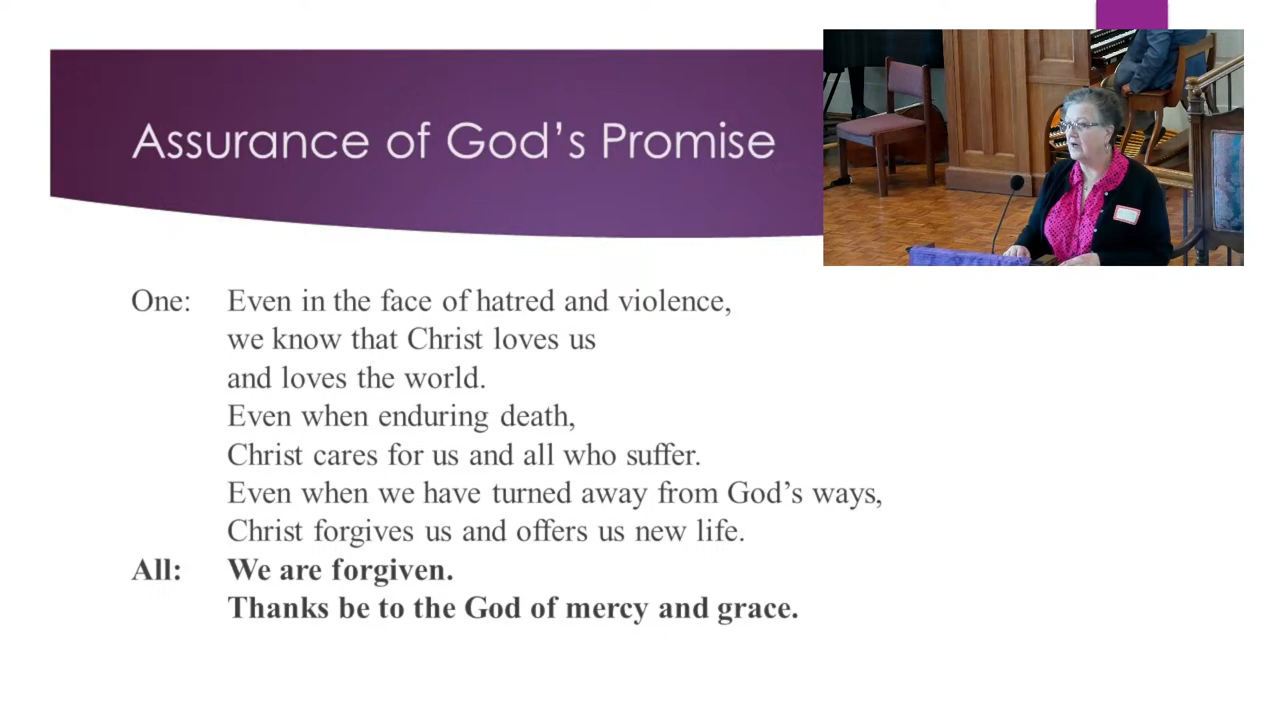 Assurance of God's Promise
One: Even in the face of hatred and violence,
we know that Christ loves us
and loves the world.
Even when enduring death,
Christ cares for us and all who suffer.
Even when we have turned away from God's ways,
Christ forgives us and offers us new life.
All: We are forgiven.
Thanks be to the God of mercy and grace.